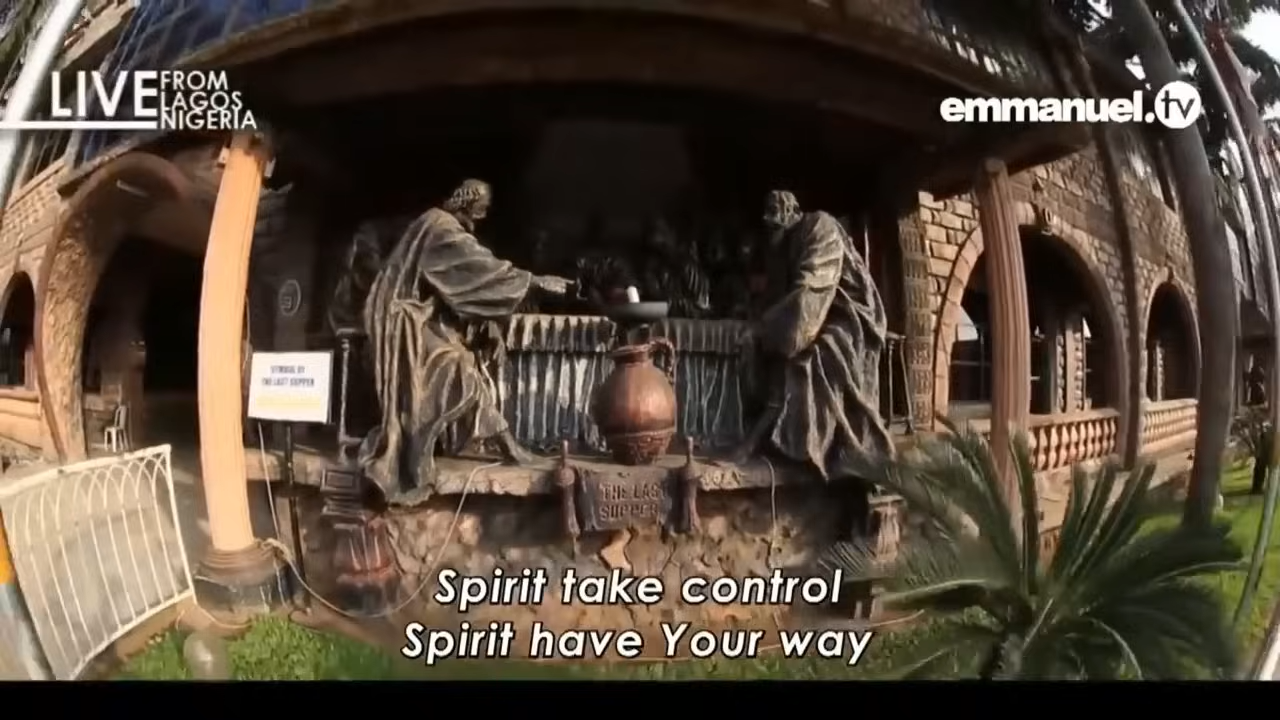 LIVE FROM LAGOS NIGERIA
emmanuel.tv
SYMBOL OF
THE LAST SUPPER
THE LAST
SUPPER
Spirit take control
Spirit have Your way